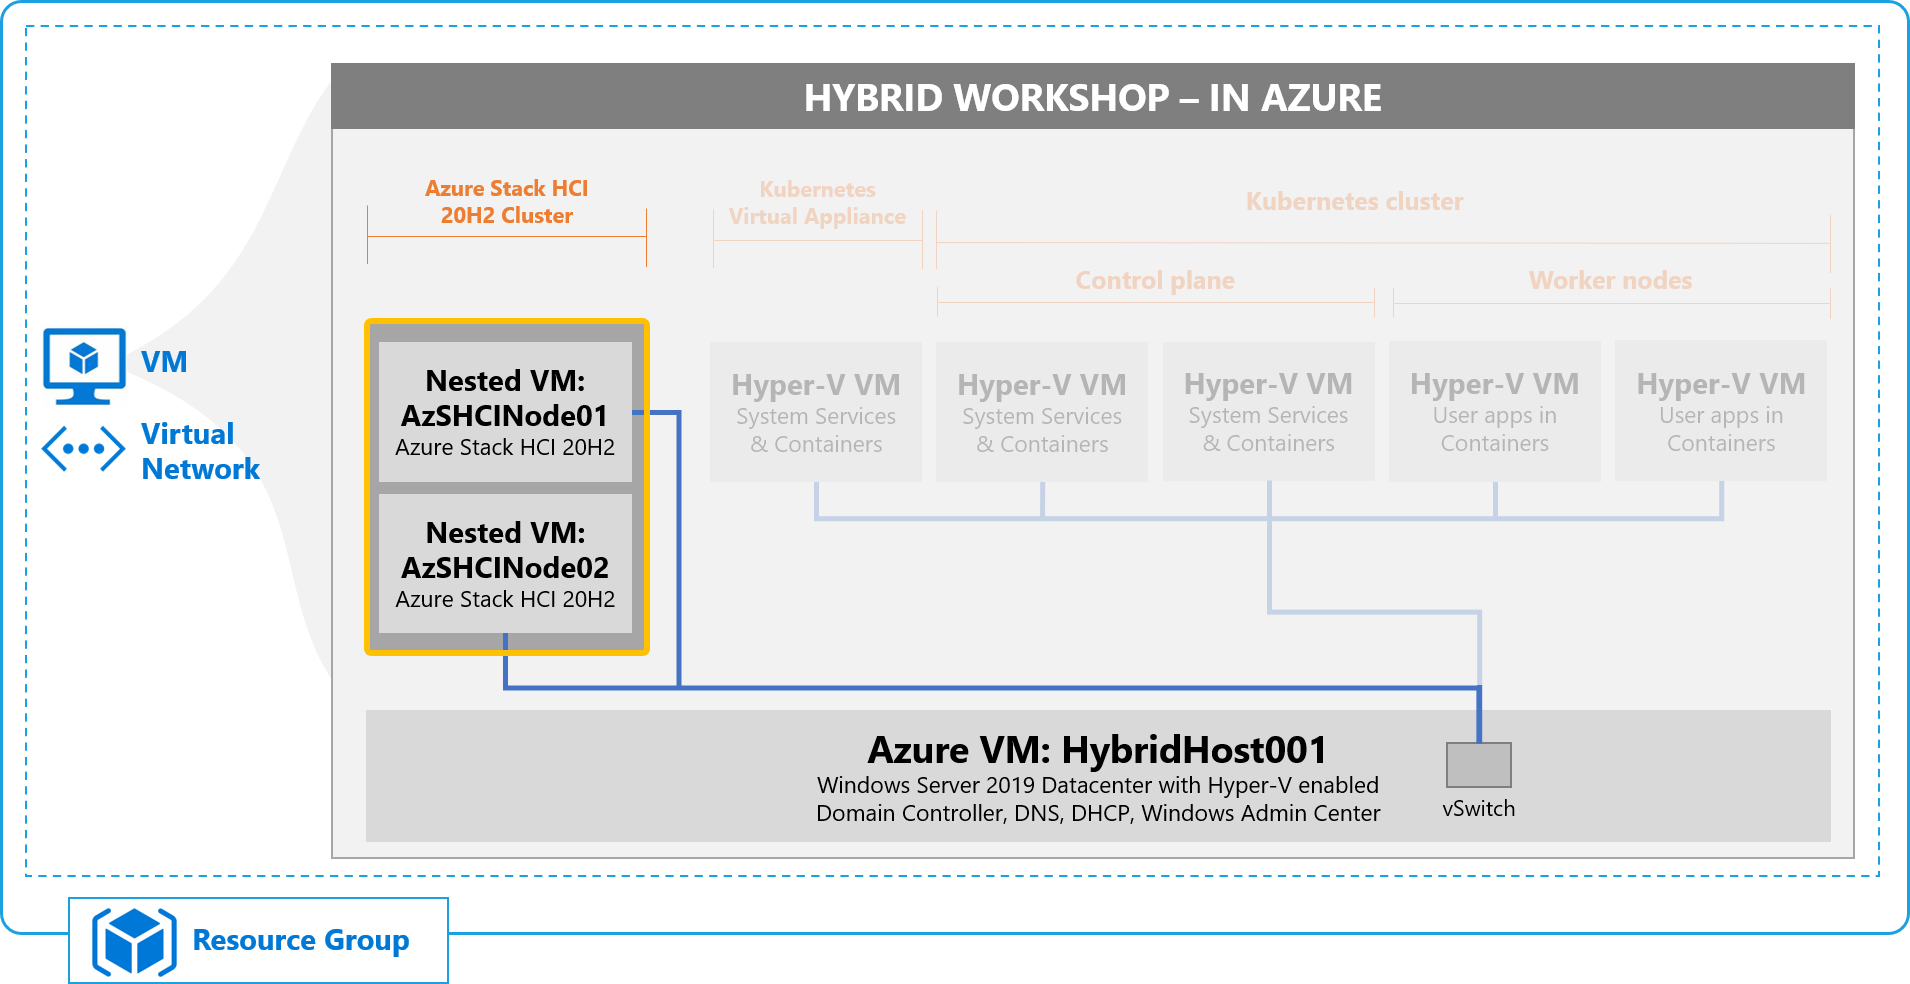 HYBRID WORKSHOP – IN AZURE
Azure Stack HCI
20H2 Cluster
Kubernetes
Virtual Appliance
Kubernetes cluster
Control plane
Worker nodes
VM
Virtual
Network
Nested VM:
AzSHCINode01
Azure Stack HCI 20H2
Nested VM:
AzSHCINode02
Azure Stack HCI 20H2
Hyper-V VM
System Services
& Containers
Hyper-V VM
System Services
& Containers
Hyper-V VM
System Services
& Containers
Hyper-V VM
User apps in
Containers
Hyper-V VM
User apps in
Containers
Azure VM: HybridHost001
Windows Server 2019 Datacenter with Hyper-V enabled
Domain Controller, DNS, DHCP, Windows Admin Center
vSwitch
Resource Group